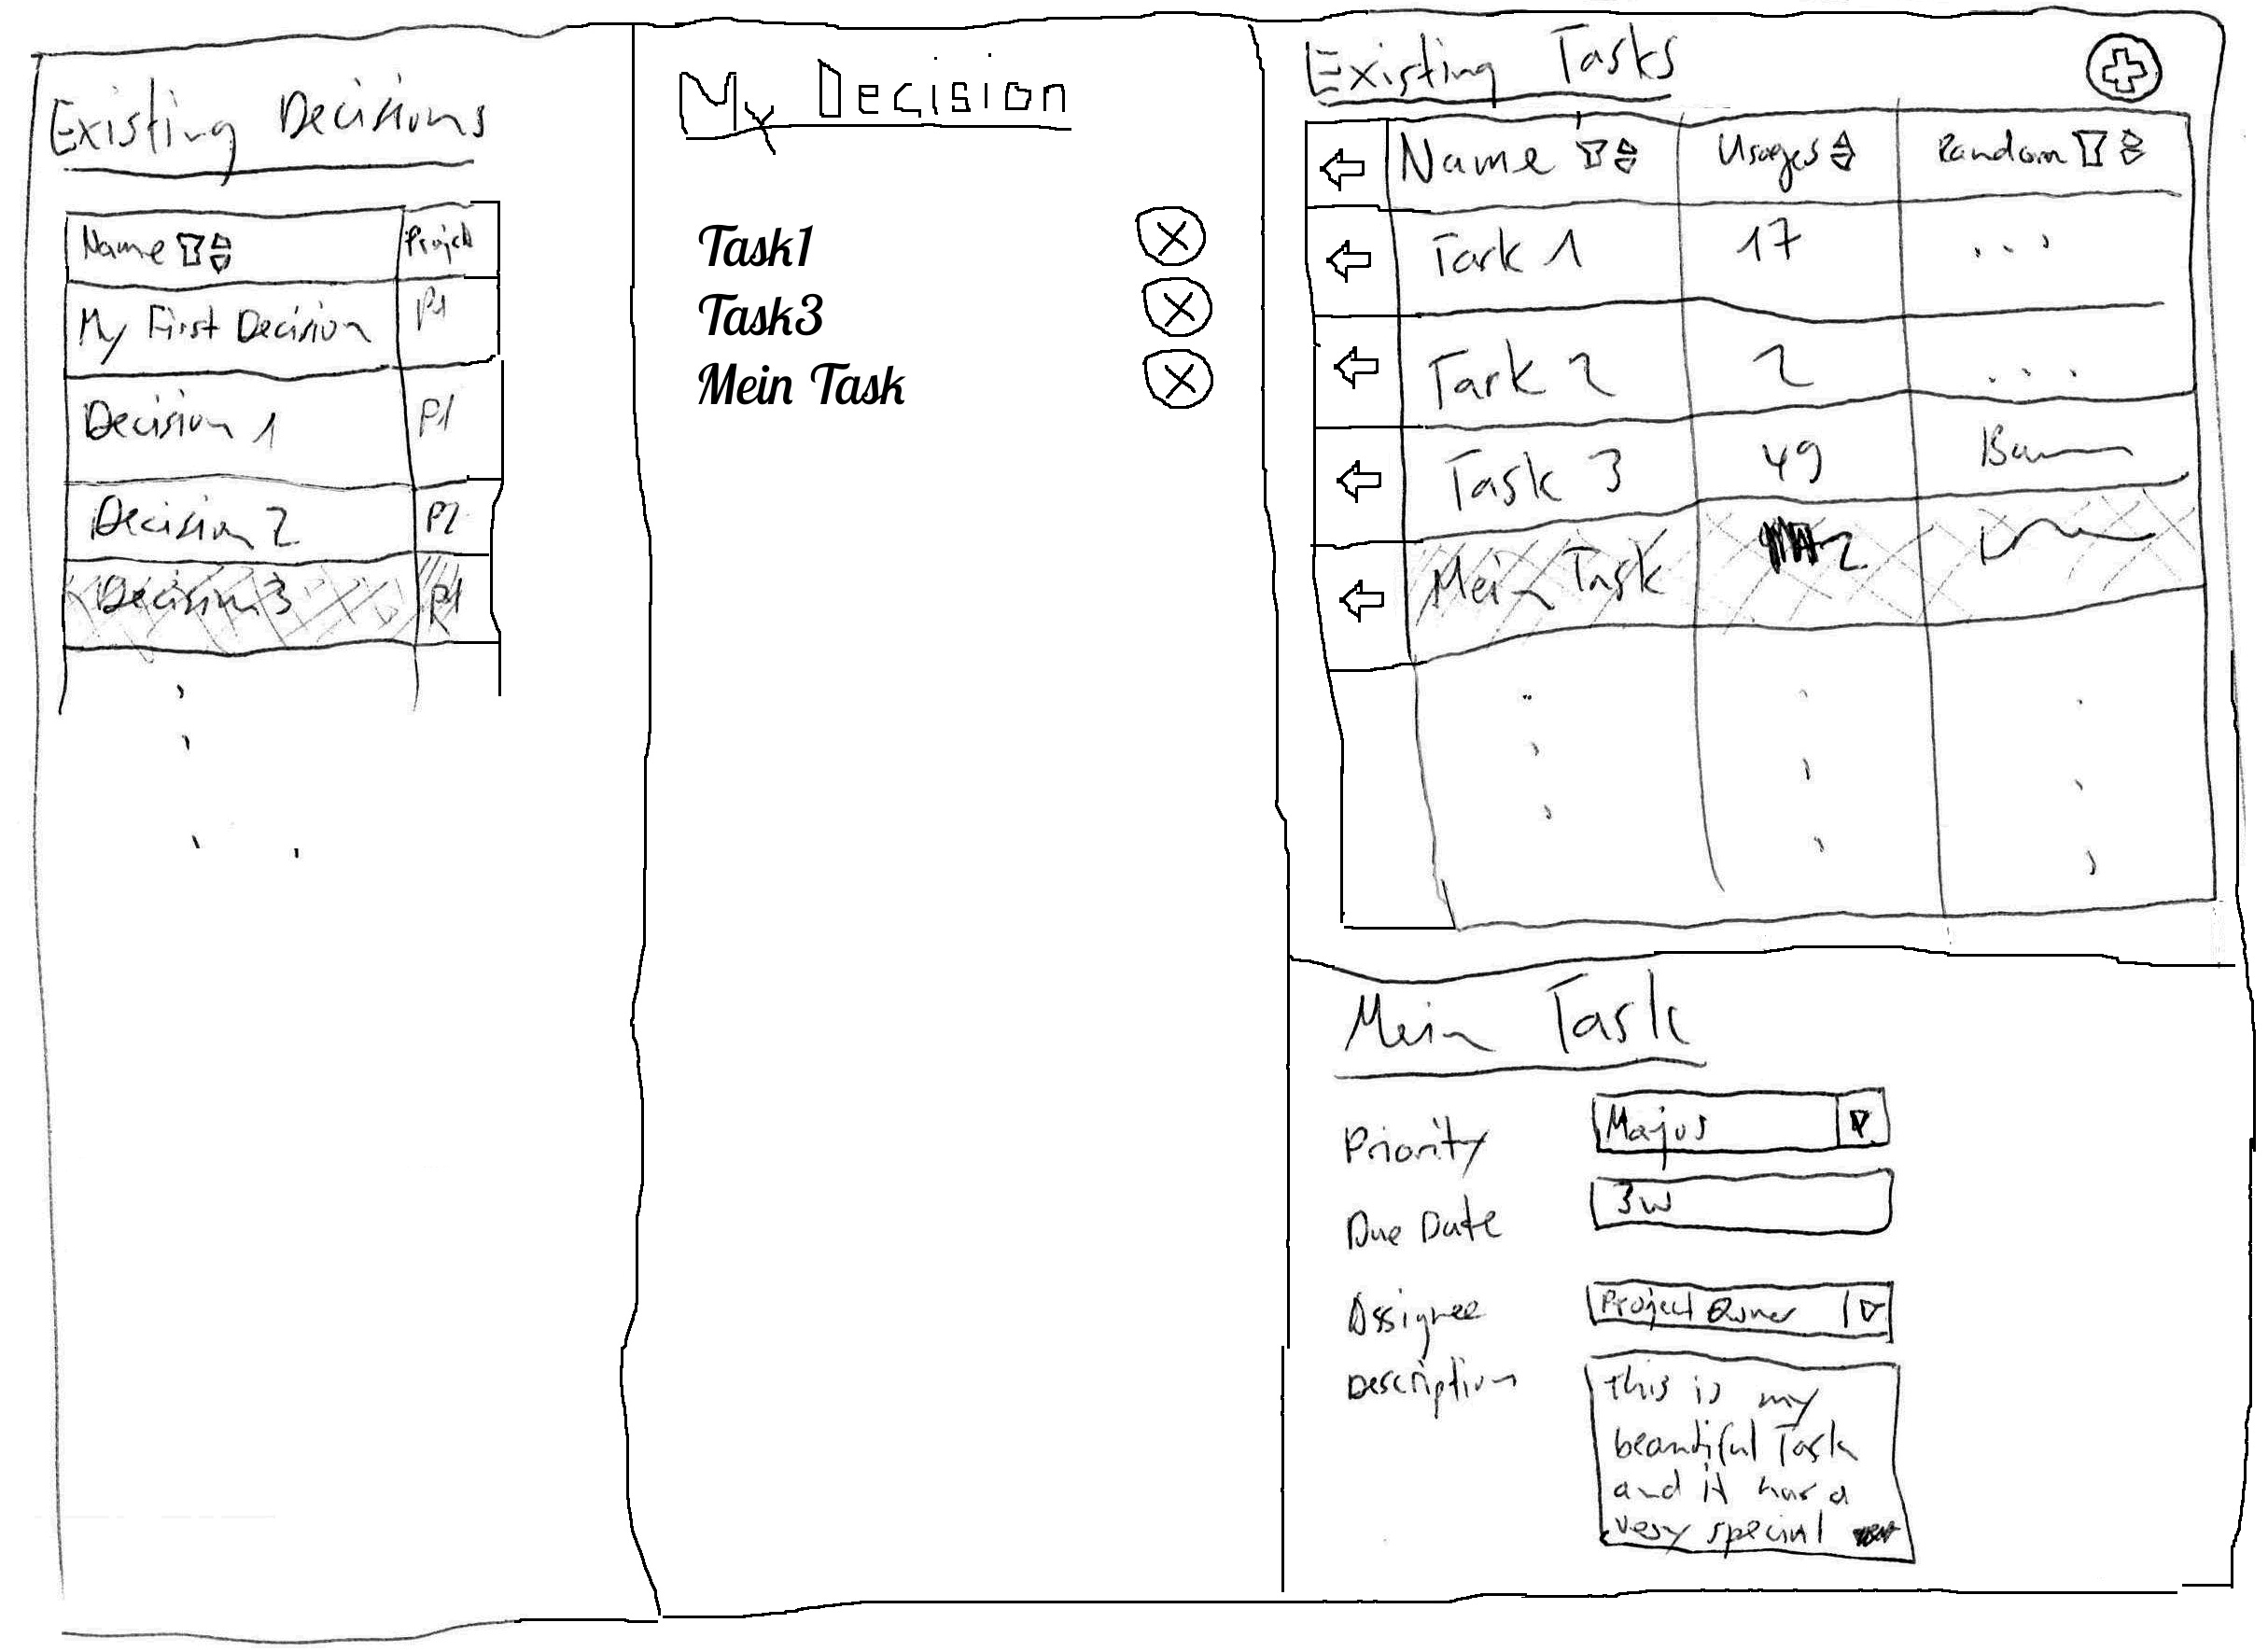 Existing Decisions
Name Project
My First Decision P1
Decision 1 P1
Decision 2 P2
Decision 3 P1
My Decision
Task1
Task3
Mein Task
Existing Tasks
Name Usages Random
Task 1 17 ...
Task 2 2 ...
Task 3 49
Mein Task 2
Mein Task
Priority Major
Due Date 3w
Assignee Project Owner
Description
This is my
beautiful Task
and it has a
very special